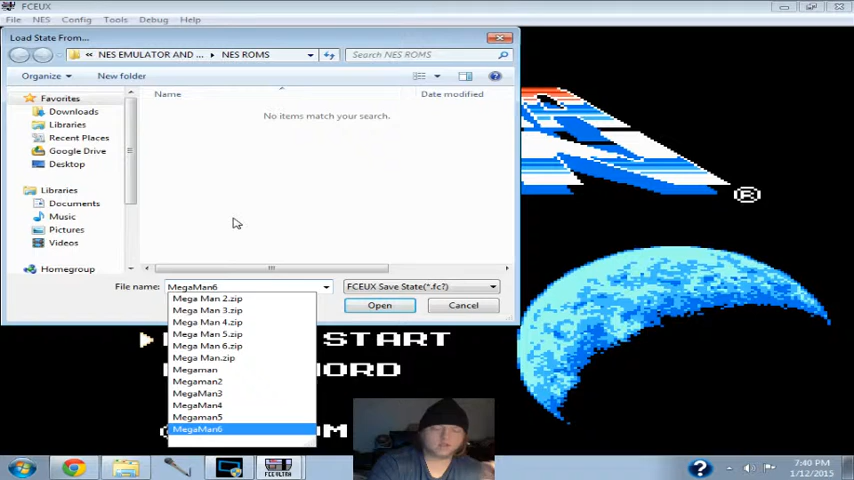 FCEUX
File NES Config Tools Debug Help
Load State From...
« NES EMULATOR AND ... ▸ NES ROMS
Search NES ROMS
Organize
New folder
Favorites
Downloads
Libraries
Recent Places
Google Drive
Desktop
Libraries
Documents
Music
Pictures
Videos
Homegroup
Name
Date modified
No items match your search.
File name:
MegaMan6
FCEUX Save State(*.fc?)
Open
Cancel
Mega Man 2.zip
Mega Man 3.zip
Mega Man 4.zip
Mega Man 5.zip
Mega Man 6.zip
Mega Man.zip
Megaman
Megaman2
MegaMan3
MegaMan4
Megaman5
MegaMan6
START
®
7:40 PM
1/12/2015